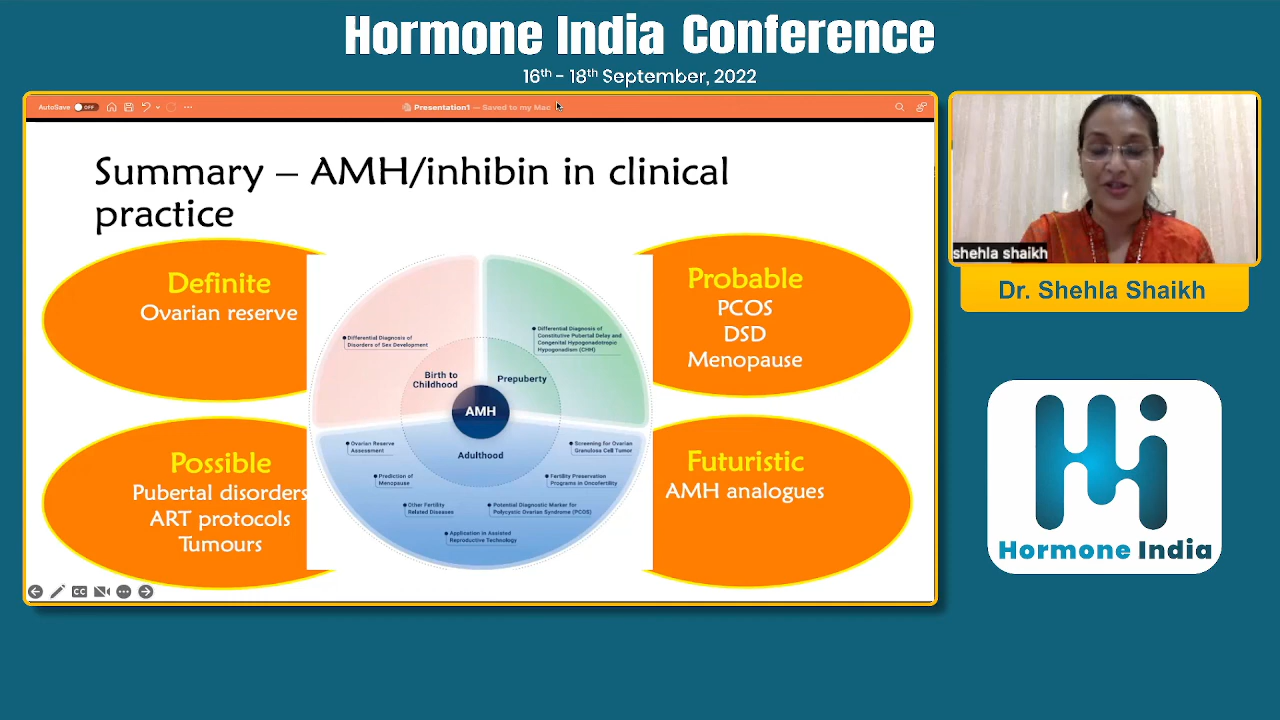 Hormone India Conference
16th - 18th September, 2022
AutoSave OFF
Presentation1 — Saved to my Mac
Summary – AMH/inhibin in clinical
practice
Definite
Ovarian reserve
Probable
PCOS
DSD
Menopause
Possible
Pubertal disorders
ART protocols
Tumours
Futuristic
AMH analogues
Differential Diagnosis of
Disorders of Sex Development
Differential Diagnosis of
Constitutive Pubertal Delay and
Congenital Hypogonadotropic
Hypogonadism (CHH)
Birth to
Childhood
Prepuberty
AMH
Adulthood
Ovarian Reserve
Assessment
Screening for Ovarian
Granulosa Cell Tumor
Prediction of
Menopause
Fertility Preservation
Programs in Oncofertility
Other Fertility
Related Diseases
Potential Diagnostic Marker for
Polycystic Ovarian Syndrome (PCOS)
Application in Assisted
Reproductive Technology
CC
shehla shaikh
Dr. Shehla Shaikh
Hi
Hormone India